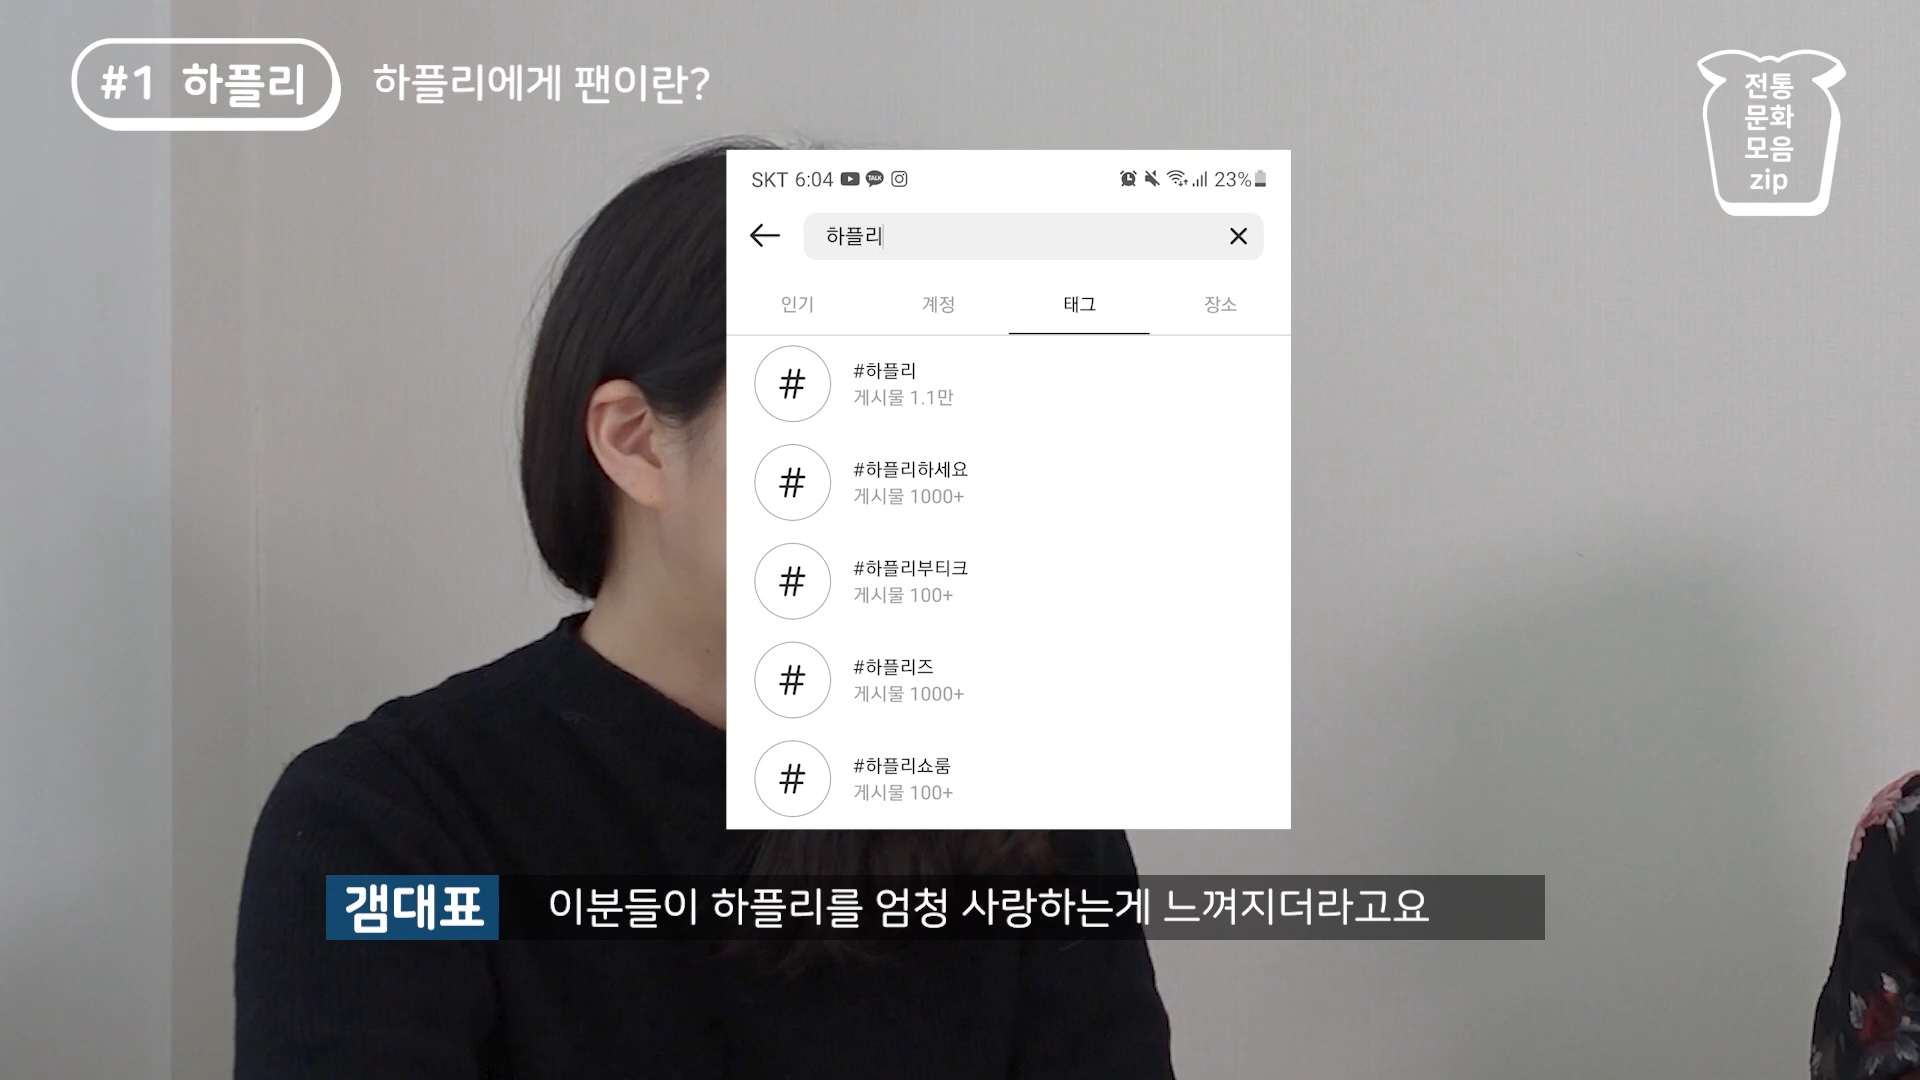 #1 하플리
하플리에게 팬이란?
전통
문화
모음
zip
SKT 6:04
TALK
23%
하플리
인기
계정
태그
장소
#하플리
게시물 1.1만
#하플리하세요
게시물 1000+
#하플리부티크
게시물 100+
#하플리즈
게시물 1000+
#하플리쇼룸
게시물 100+
갬대표
이분들이 하플리를 엄청 사랑하는게 느껴지더라고요